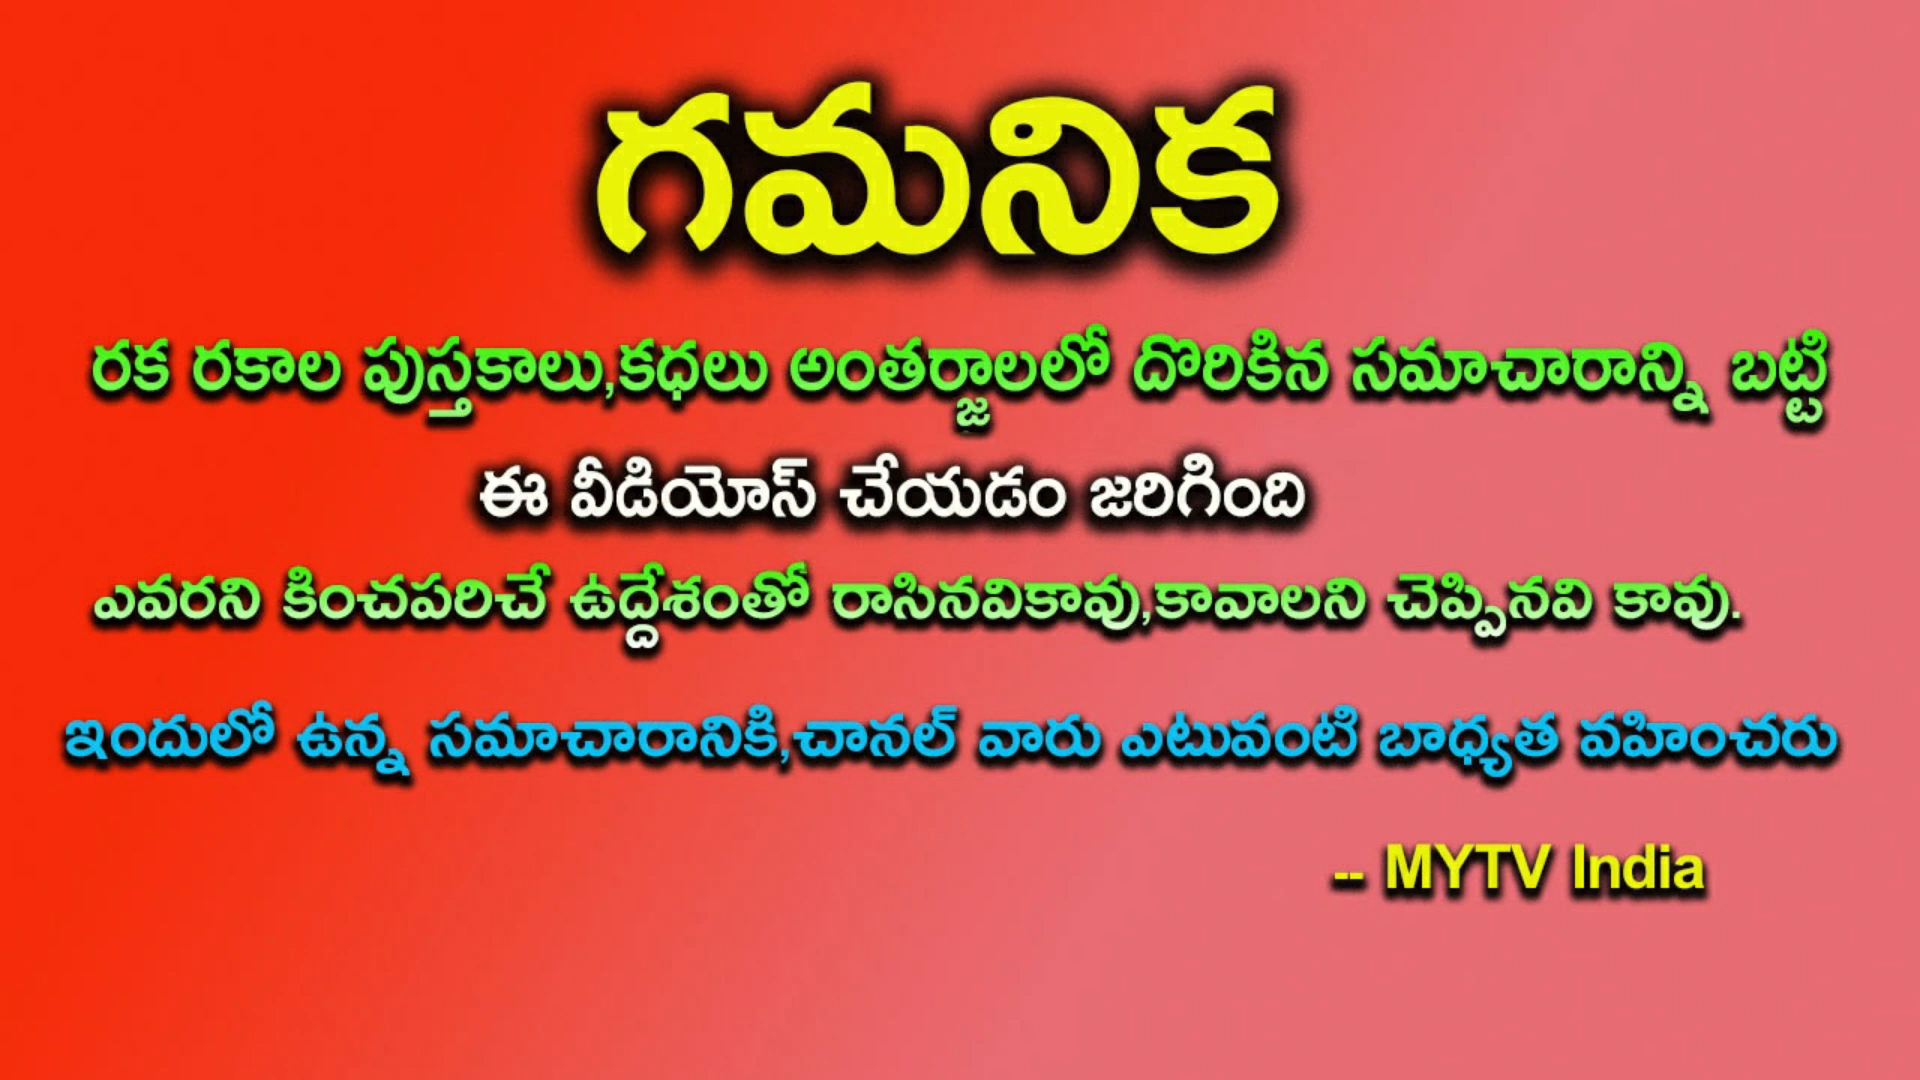 గమనిక
రక రకాల పుస్తకాలు,కధలు అంతర్జాలలో దొరికిన సమాచారాన్ని బట్టి
ఈ వీడియోస్ చేయడం జరిగింది
ఎవరని కించపరిచే ఉద్దేశంతో రాసినవికావు,కావాలని చెప్పినవి కావు.
ఇందులో ఉన్న సమాచారానికి,చానల్ వారు ఎటువంటి బాధ్యత వహించరు
-- MYTV India